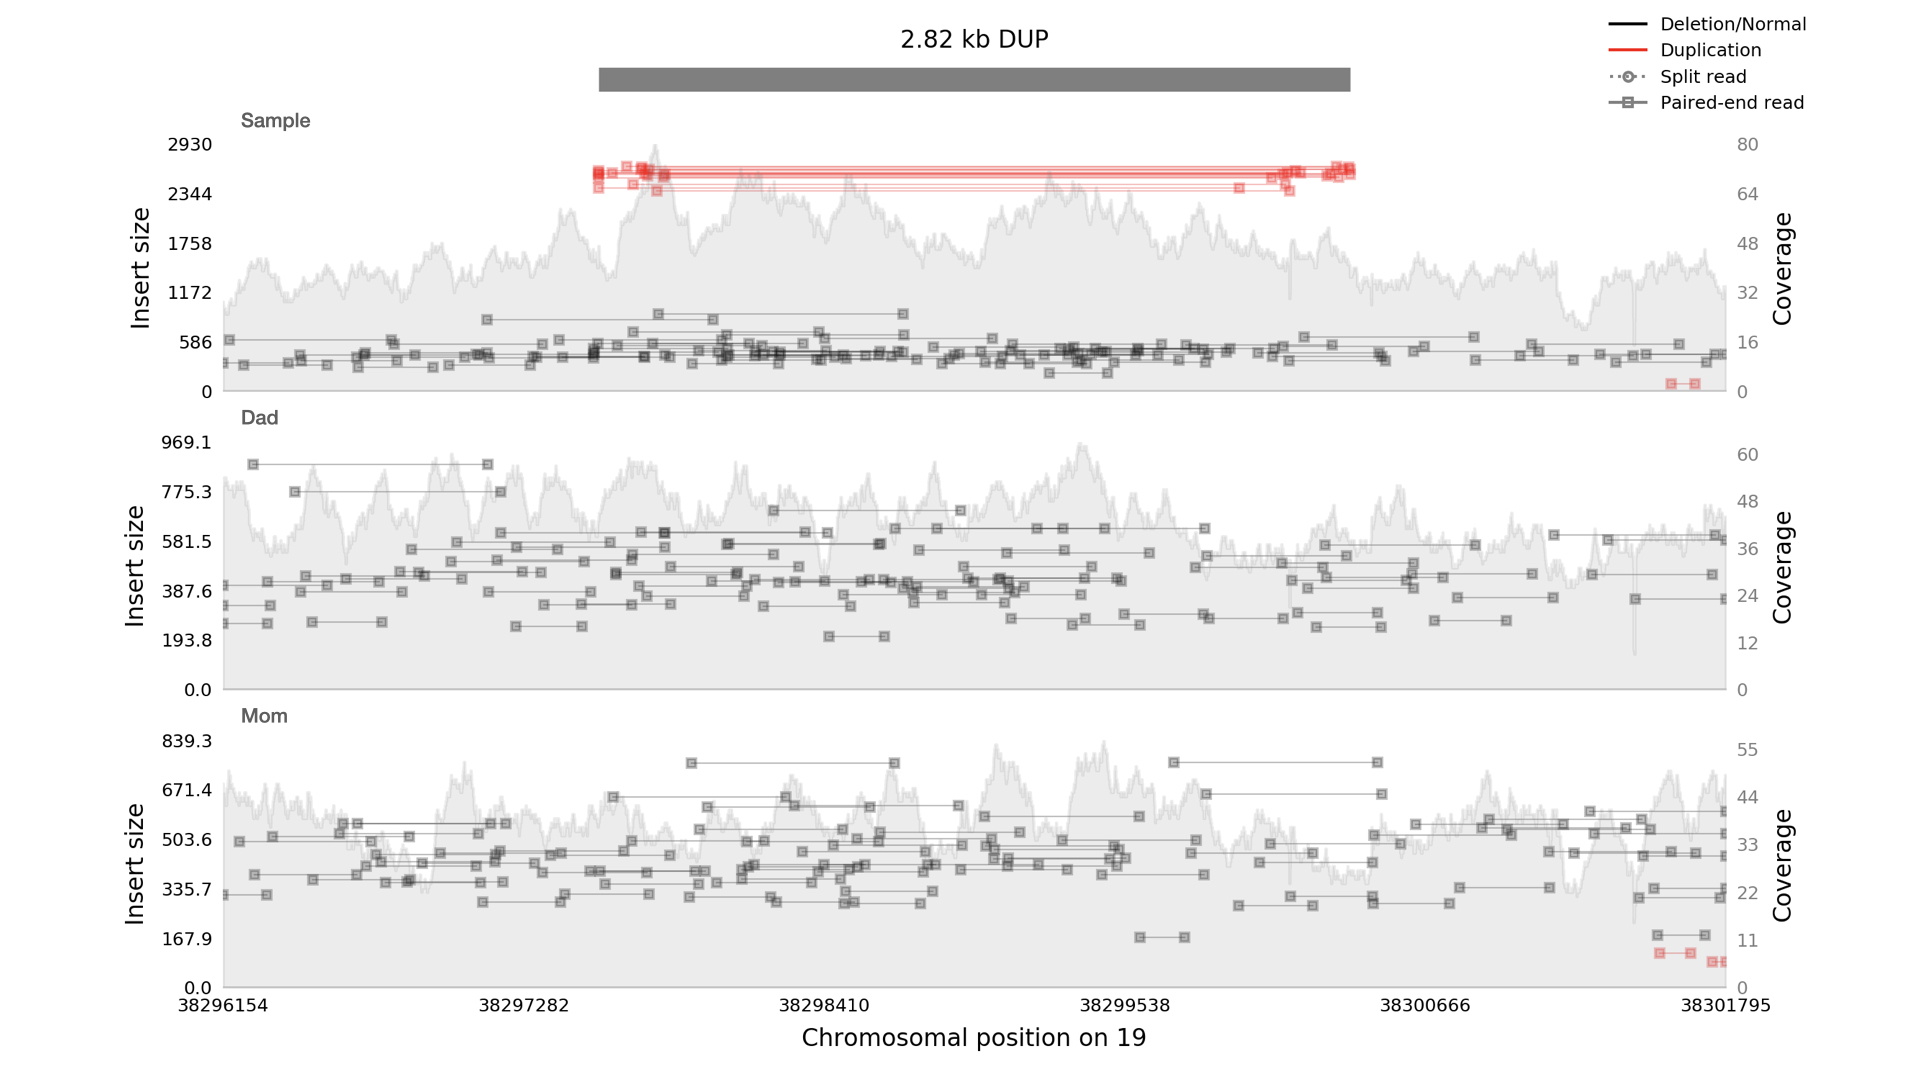 2.82 kb DUP
Deletion/Normal
Duplication
Split read
Paired-end read
Sample
2930
2344
1758
1172
586
0
Insert size
80
64
48
32
16
0
Coverage
Dad
969.1
775.3
581.5
387.6
193.8
0.0
Insert size
60
48
36
24
12
0
Coverage
Mom
839.3
671.4
503.6
335.7
167.9
0.0
Insert size
55
44
33
22
11
0
Coverage
38296154 38297282 38298410 38299538 38300666 38301795
Chromosomal position on 19